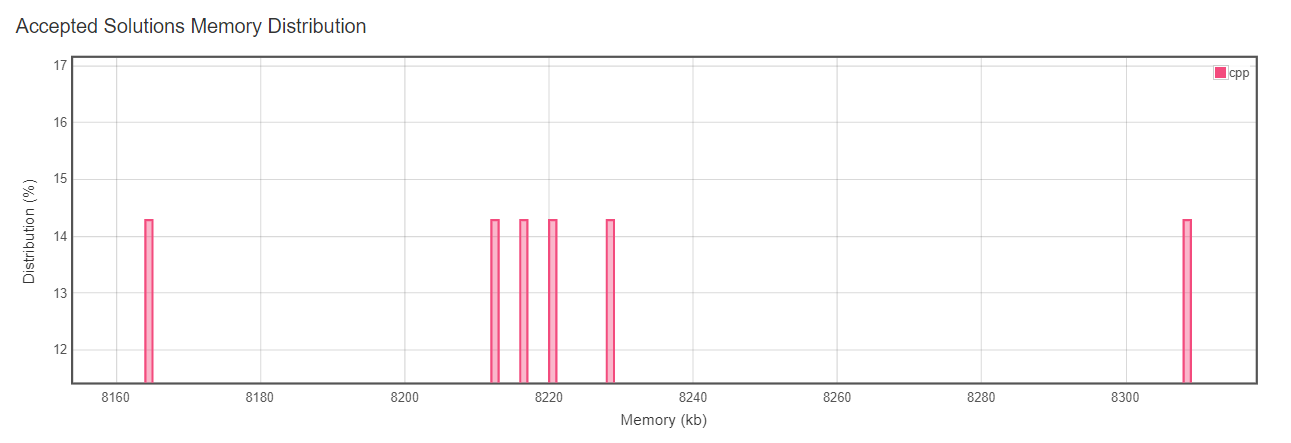 Accepted Solutions Memory Distribution
cpp
17
16
15
14
13
12
Distribution (%)
8160 8180 8200 8220 8240 8260 8280 8300
Memory (kb)